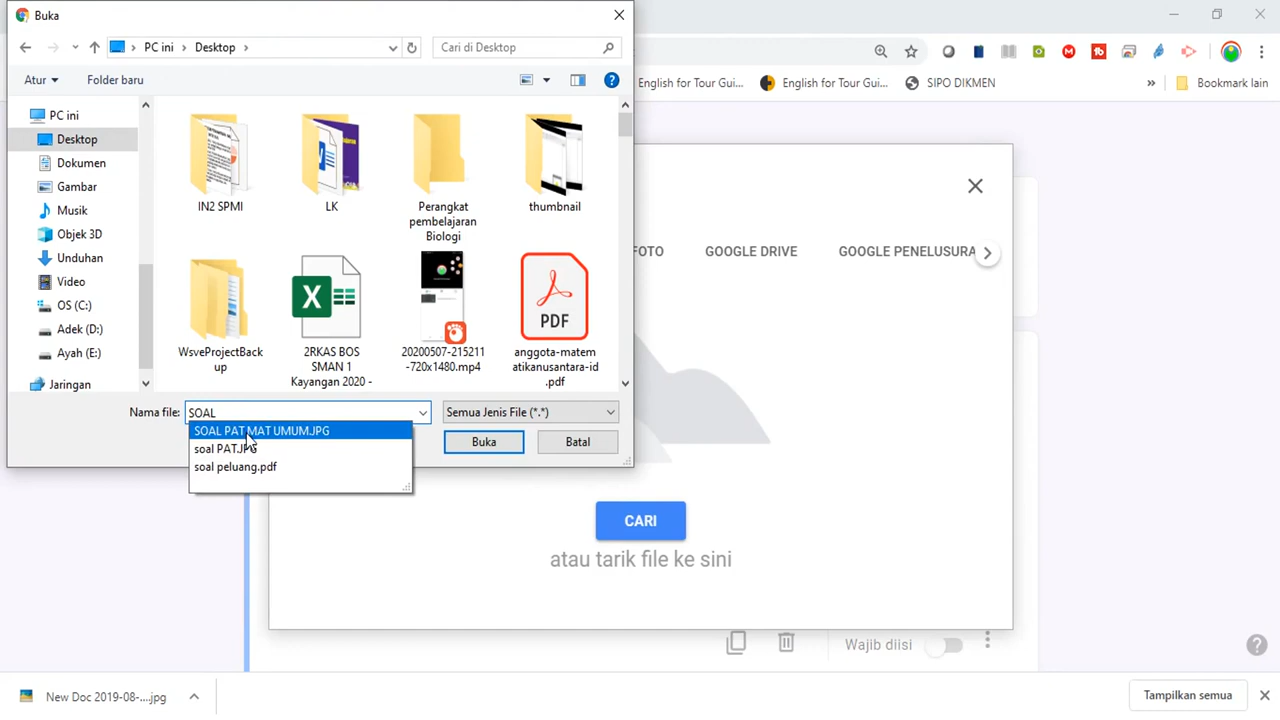 Buka
PC ini
Desktop
Cari di Desktop
Atur
Folder baru
English for Tour Gui...
English for Tour Gui...
SIPO DIKMEN
»
Bookmark lain
PC ini
Desktop
Dokumen
Gambar
Musik
Objek 3D
Unduhan
Video
OS (C:)
Adek (D:)
Ayah (E:)
Jaringan
IN2 SPMI
LK
Perangkat
pembelajaran
Biologi
thumbnail
WsveProjectBack
up
2RKAS BOS
SMAN 1
Kayangan 2020 -
20200507-215211
-720x1480.mp4
PDF
anggota-matem
atikanusantara-id
.pdf
Nama file:
SOAL
Semua Jenis File (*.*)
SOAL PAT MAT UMUM.JPG
soal PAT.JPG
soal peluang.pdf
Buka
Batal
FOTO
GOOGLE DRIVE
GOOGLE PENELUSURA
CARI
atau tarik file ke sini
Wajib diisi
New Doc 2019-08-....jpg
Tampilkan semua